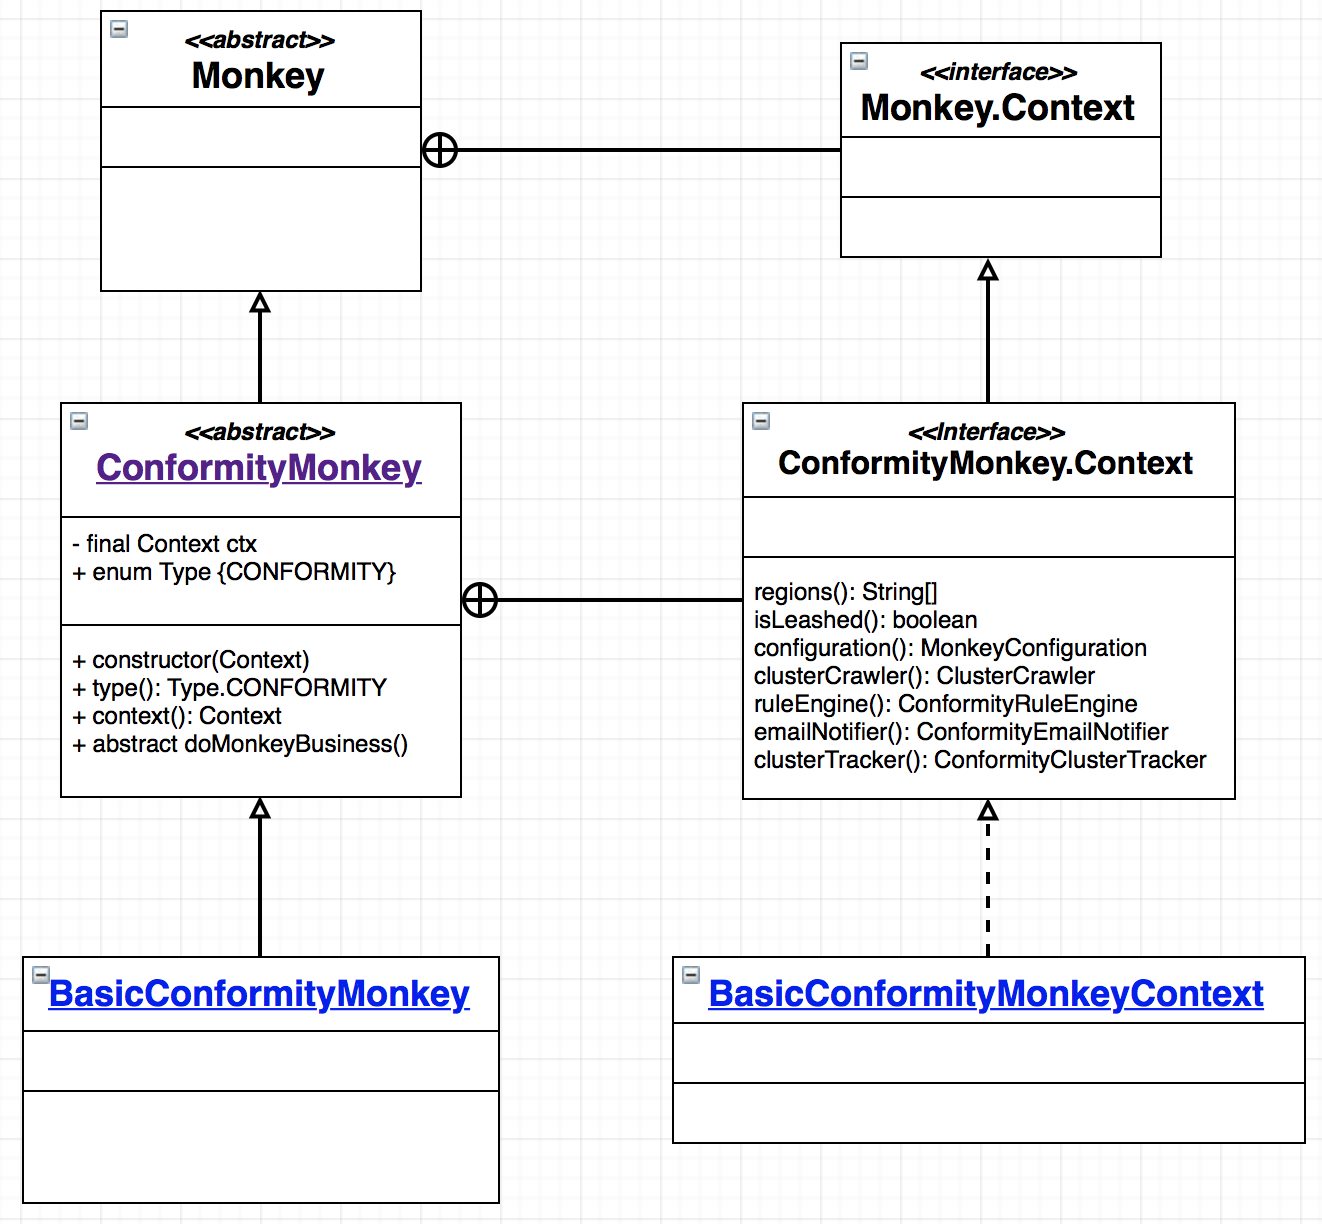 <<abstract>>
Monkey
<<interface>>
Monkey.Context
<<abstract>>
ConformityMonkey
- final Context ctx
+ enum Type {CONFORMITY}
+ constructor(Context)
+ type(): Type.CONFORMITY
+ context(): Context
+ abstract doMonkeyBusiness()
<<Interface>>
ConformityMonkey.Context
regions(): String[]
isLeashed(): boolean
configuration(): MonkeyConfiguration
clusterCrawler(): ClusterCrawler
ruleEngine(): ConformityRuleEngine
emailNotifier(): ConformityEmailNotifier
clusterTracker(): ConformityClusterTracker
BasicConformityMonkey
BasicConformityMonkeyContext